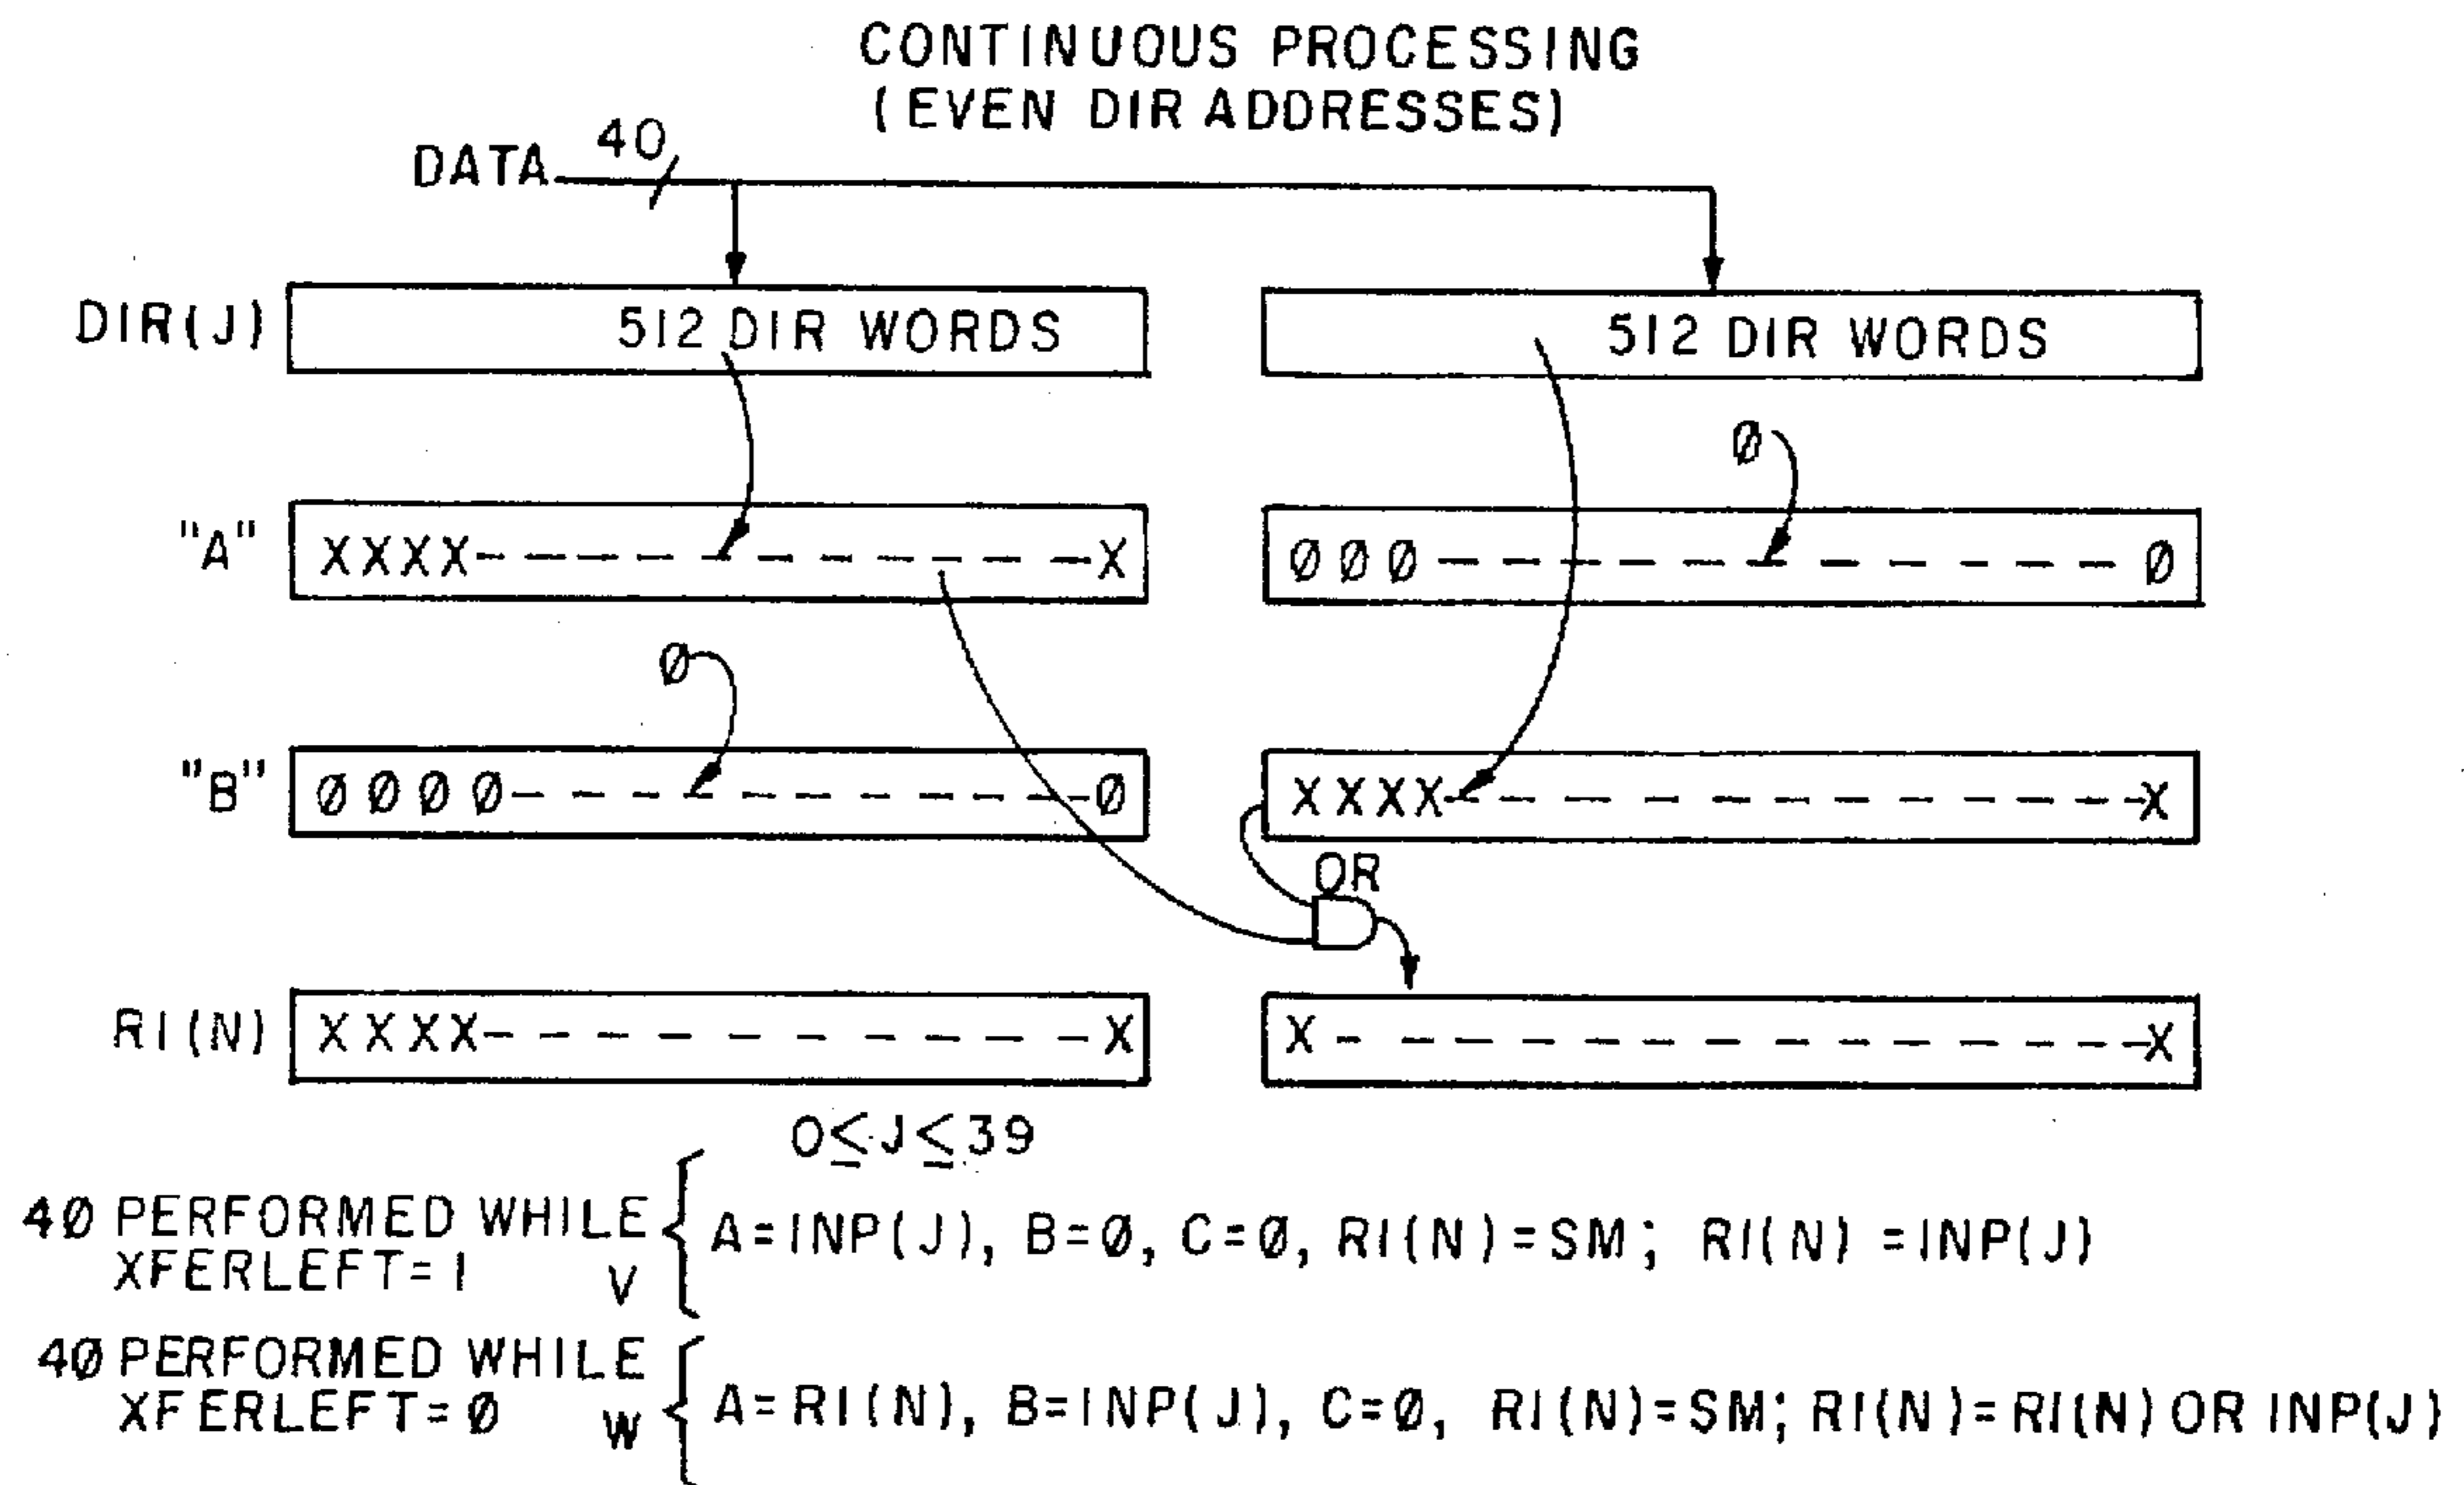 CONTINUOUS PROCESSING
(EVEN DIR ADDRESSES)
DATA 40
DIR(J) 512 DIR WORDS 512 DIR WORDS
Ø
"A" XXXX- - - - - - - - - - -X ØØØ- - - - - - - - - - Ø
Ø
"B" ØØØØ- - - - - - - - - -Ø XXXX- - - - - - - - - -X
OR
RI(N) XXXX- - - - - - - - - - -X X- - - - - - - - - - -X
0≤J≤39
4Ø PERFORMED WHILE
XFERLEFT=1 V { A=INP(J), B=Ø, C=Ø, RI(N)=SM; RI(N) =INP(J)
4Ø PERFORMED WHILE
XFERLEFT=Ø W { A=RI(N), B=INP(J), C=Ø, RI(N)=SM; RI(N)=RI(N) OR INP(J)